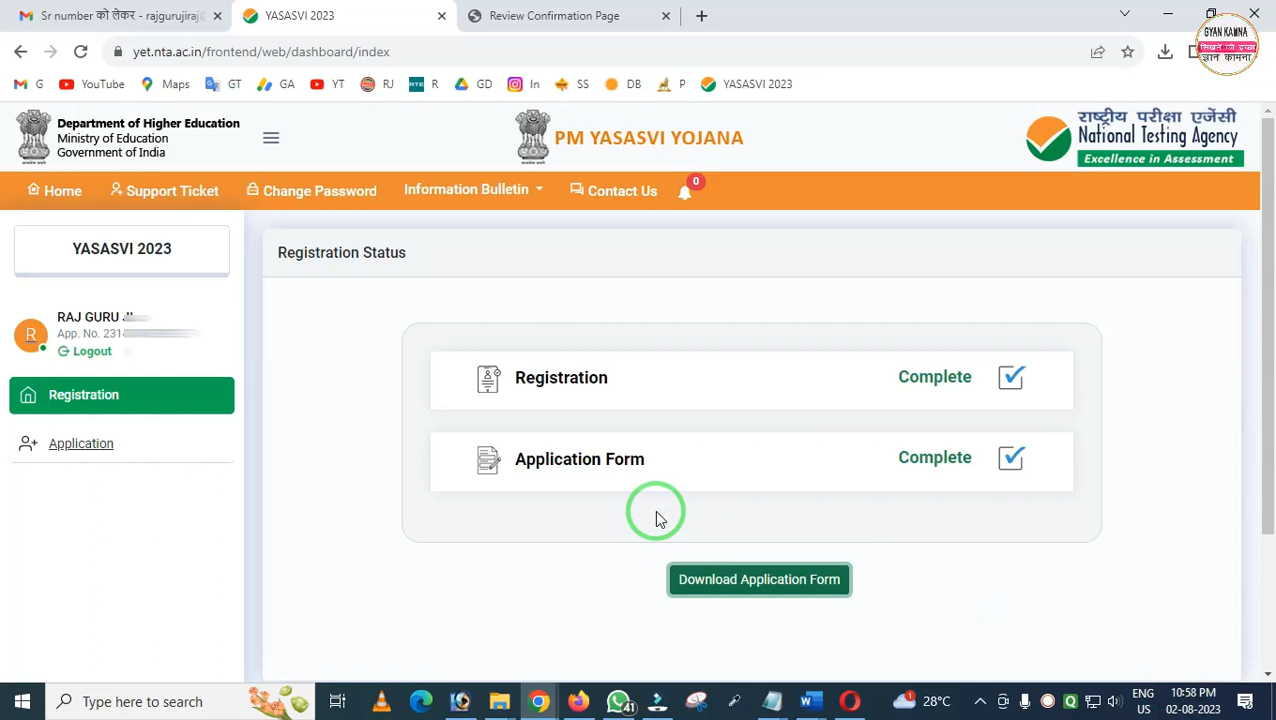 Sr number को लेकर - rajgurujiraj
YASASVI 2023
Review Confirmation Page
yet.nta.ac.in/frontend/web/dashboard/index
GYAN KAMNA
ज्ञान कामना
G
YouTube
Maps
GT
GA
YT
RJ
R
GD
In
SS
DB
P
YASASVI 2023
Department of Higher Education
Ministry of Education
Government of India
PM YASASVI YOJANA
राष्ट्रीय परीक्षा एजेंसी
National Testing Agency
Excellence in Assessment
Home
Support Ticket
Change Password
Information Bulletin
Contact Us
0
YASASVI 2023
Registration Status
R
RAJ GURU
App. No. 231
Logout
Registration
Application
Registration
Complete
Application Form
Complete
Download Application Form
Type here to search
41
1
28°C
ENG
US
10:58 PM
02-08-2023